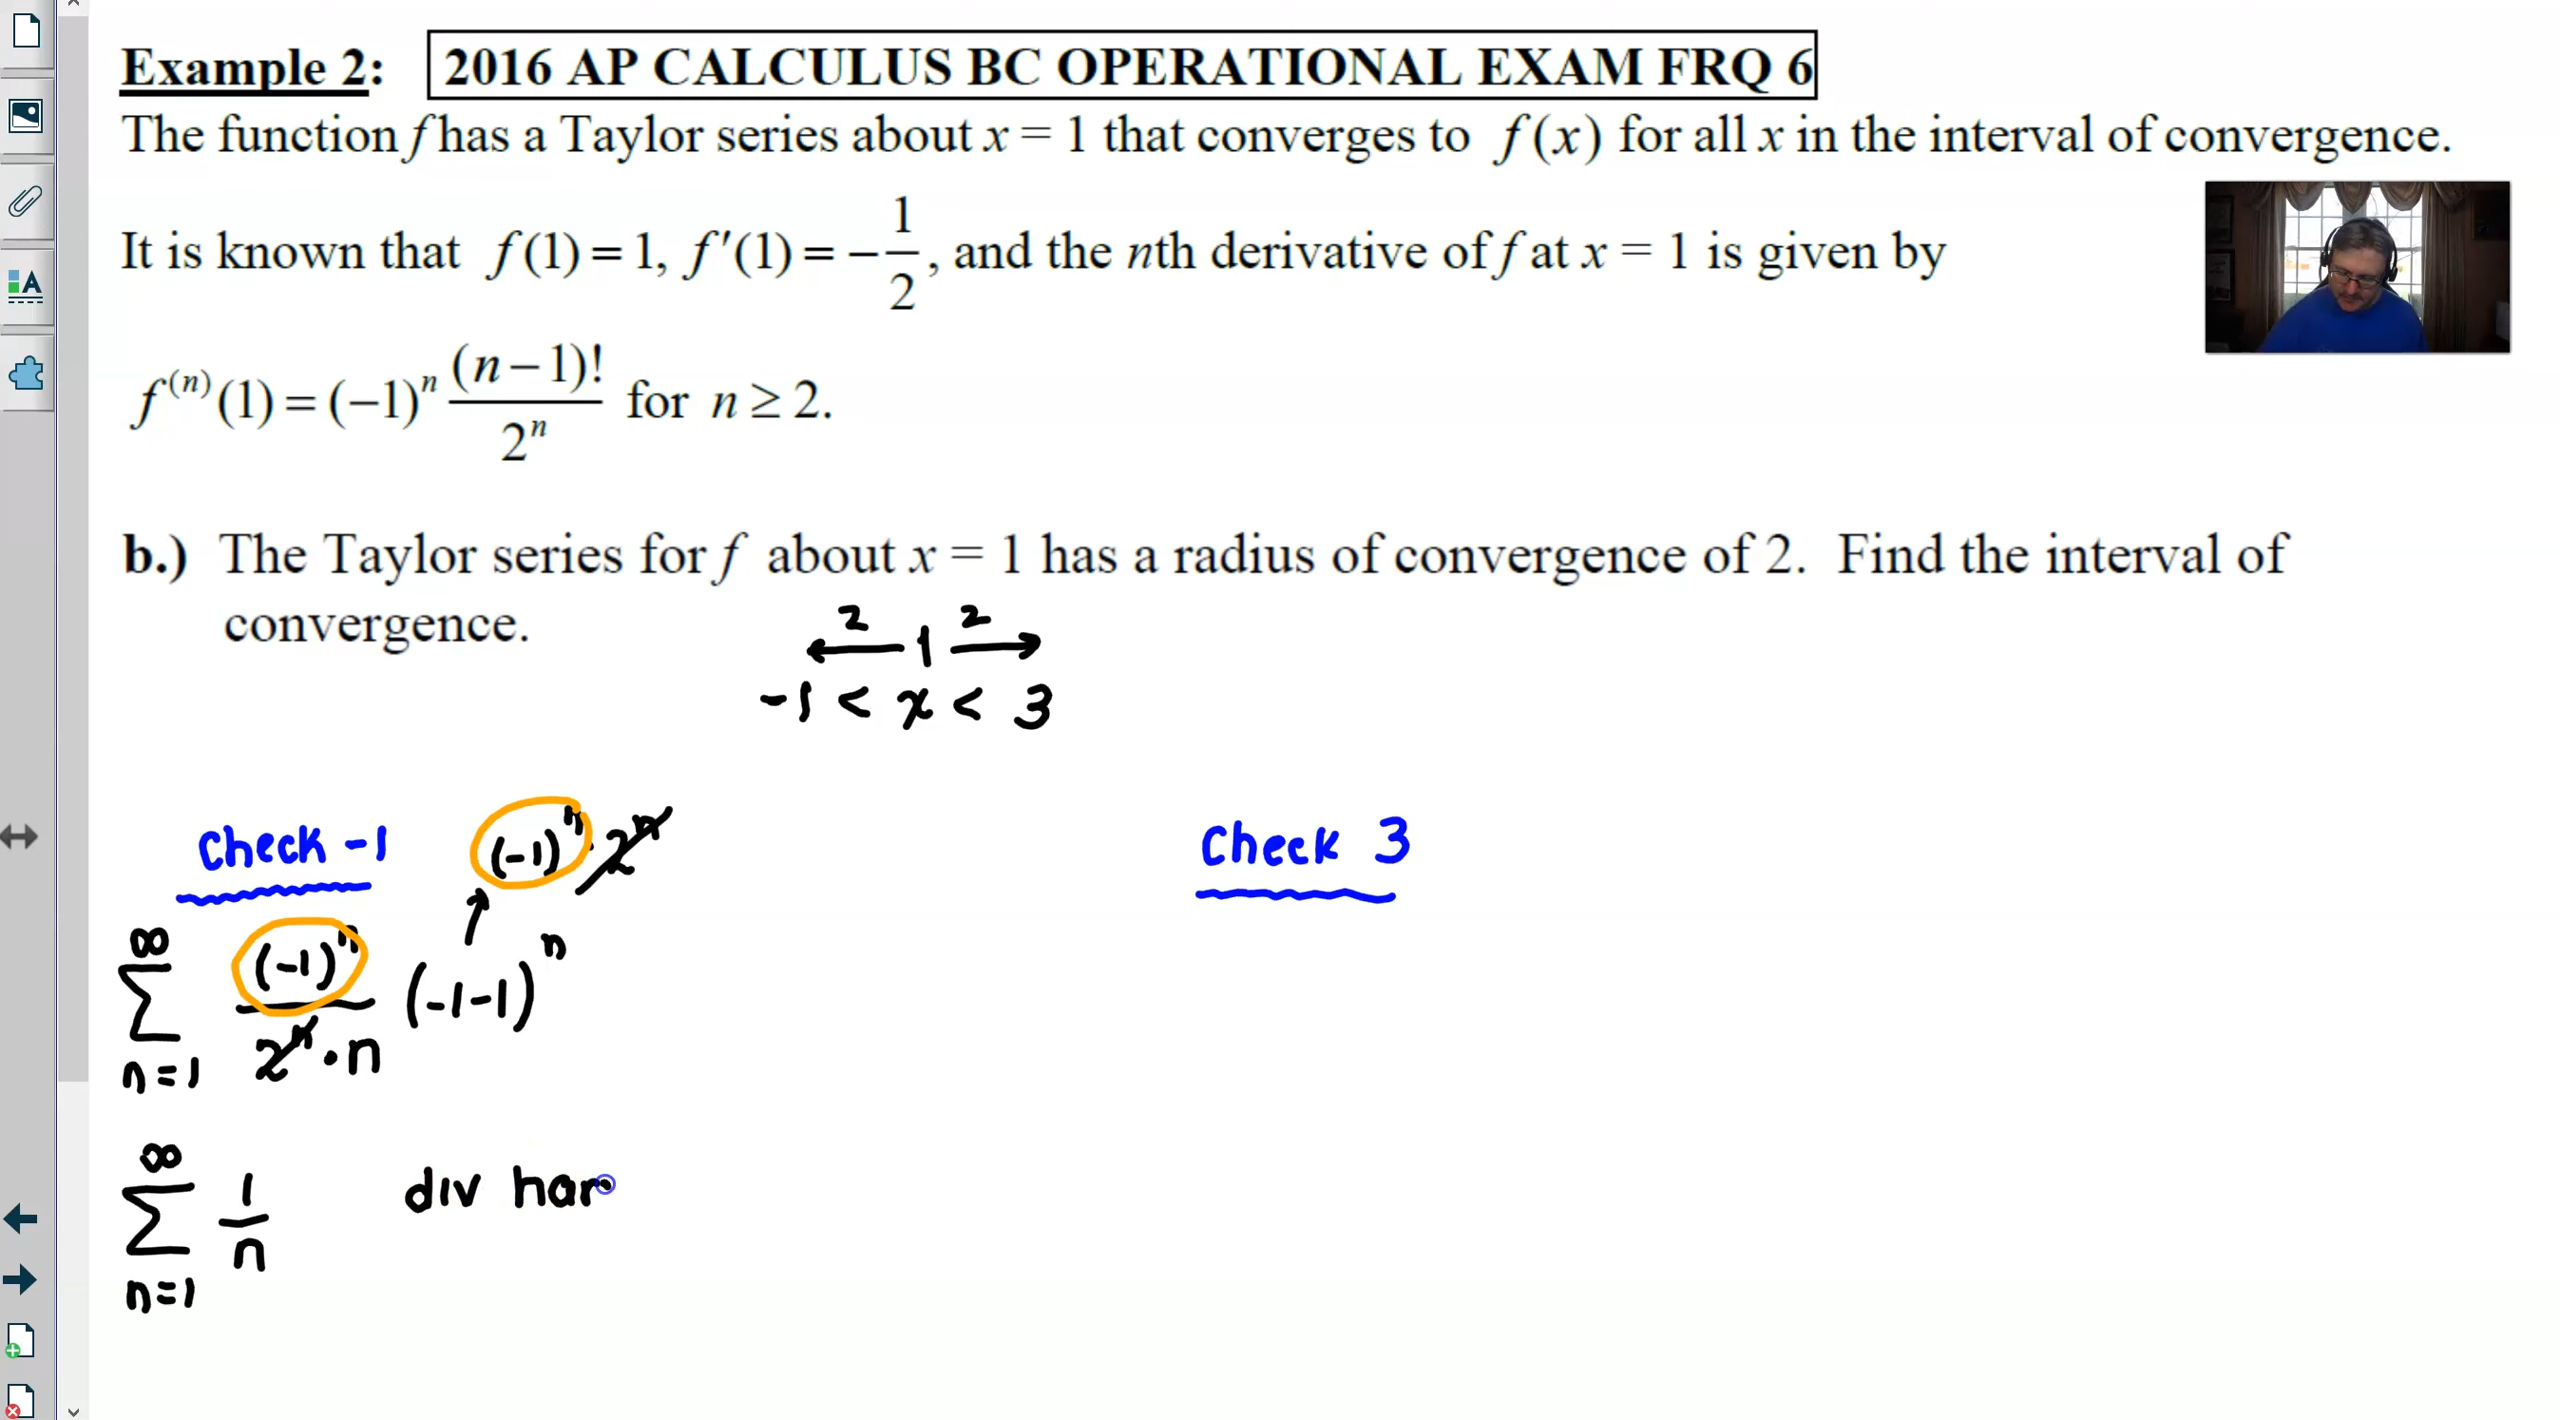 Example 2: 2016 AP CALCULUS BC OPERATIONAL EXAM FRQ 6
The function f has a Taylor series about x = 1 that converges to f(x) for all x in the interval of convergence.
It is known that f(1) = 1, f′(1) = −1/2, and the nth derivative of f at x = 1 is given by
f^(n)(1) = (−1)^n (n−1)!/2^n for n ≥ 2.
b.) The Taylor series for f about x = 1 has a radius of convergence of 2. Find the interval of
convergence.
2 1 2
-1 < x < 3
Check -1
(-1)^n · 2^n
∞ Σ n=1 (-1)^n / 2^n · n (-1-1)^n
∞ Σ n=1 1/n div har
Check 3